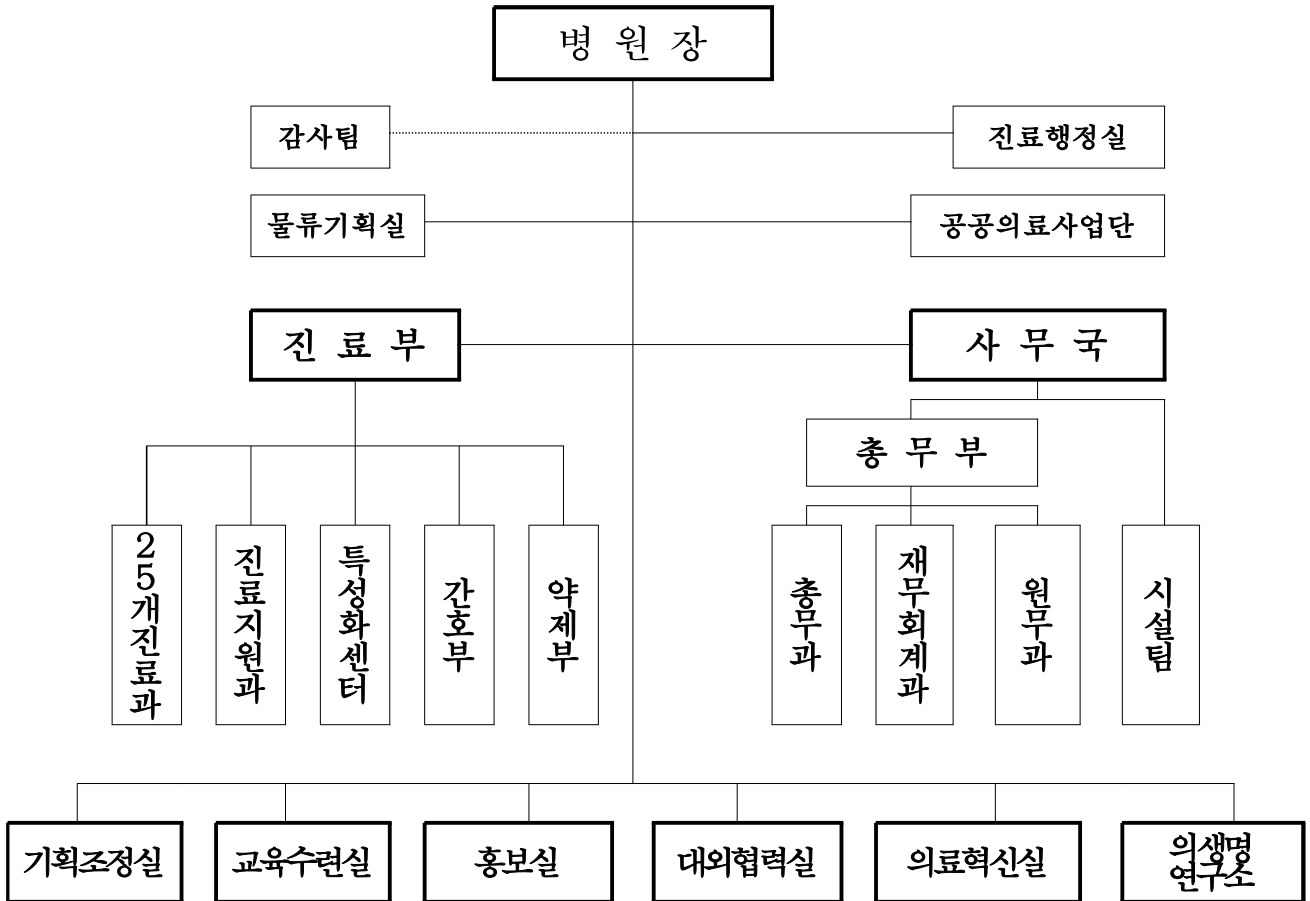 병 원 장
감사팀
진료행정실
물류기획실
공공의료사업단
진 료 부
사 무 국
총 무 부
25개진료과
진료지원과
특성화센터
간호부
약제부
총무과
재무회계과
원무과
시설팀
기획조정실
교육수련실
홍보실
대외협력실
의료혁신실
의생명
연구소